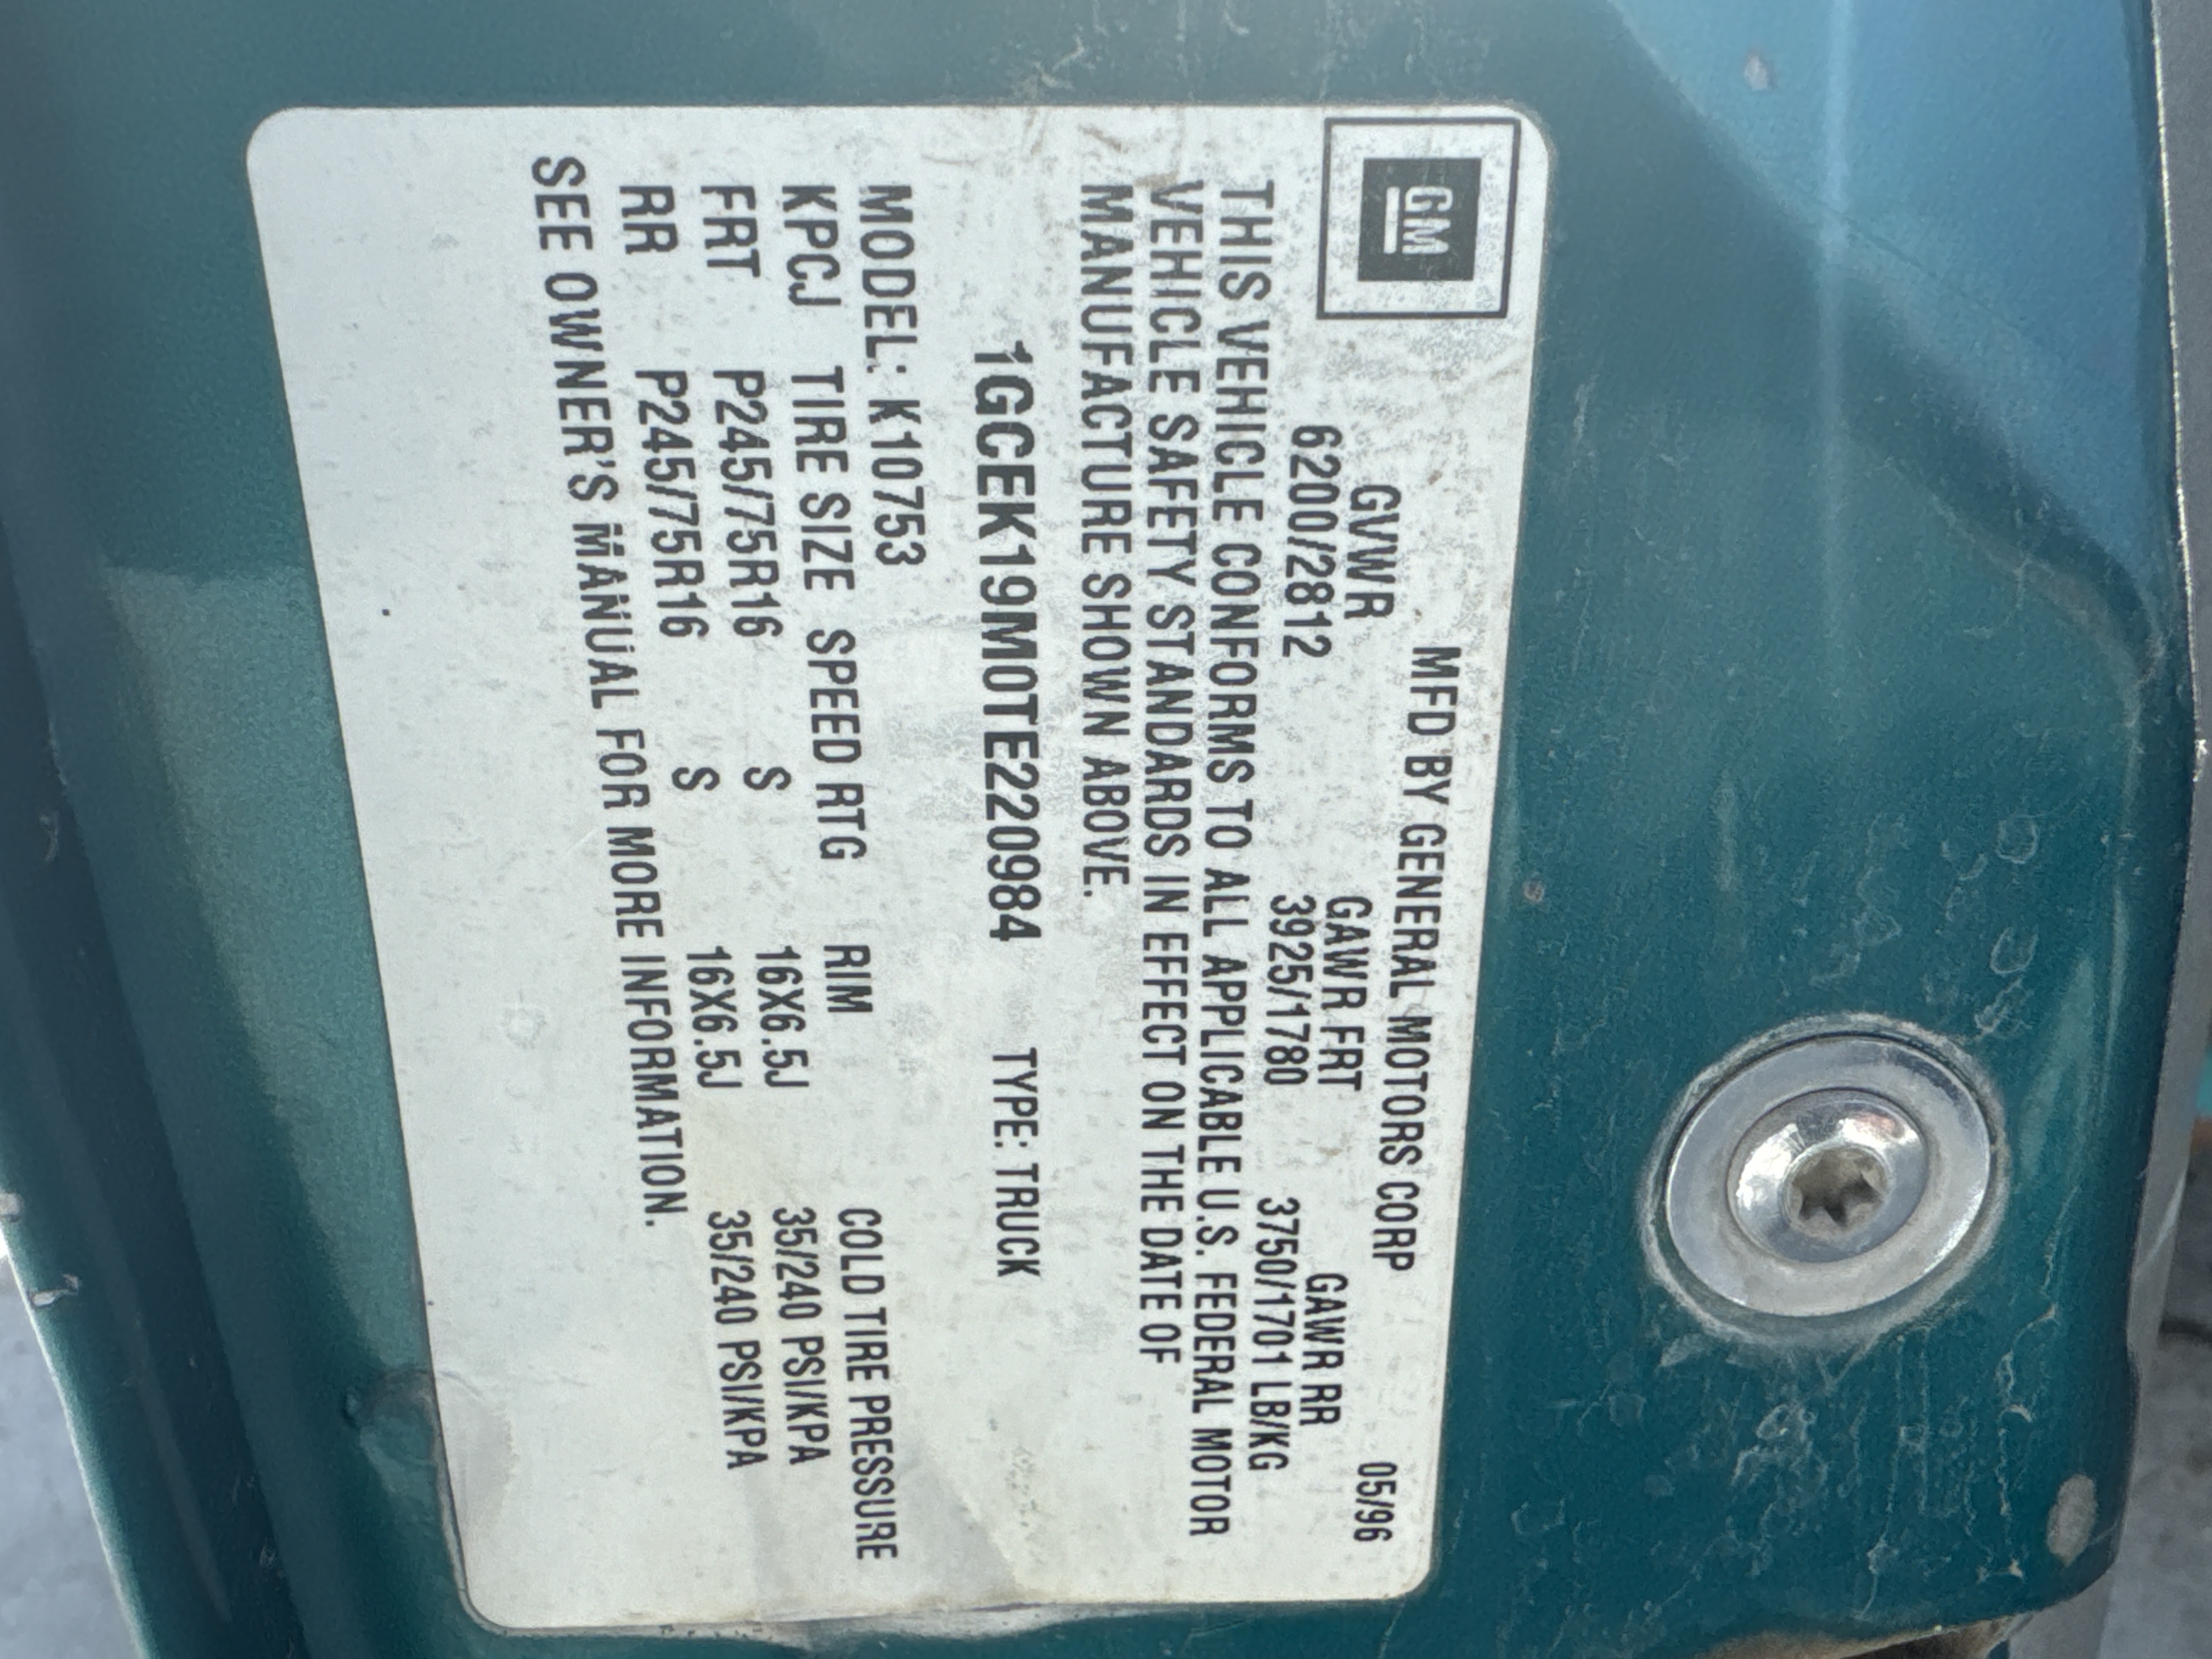 GM
MFD BY GENERAL MOTORS CORP 05/96
GVWR GAWR FRT GAWR RR
6200/2812 3925/1780 3750/1701 LB/KG
THIS VEHICLE CONFORMS TO ALL APPLICABLE U.S. FEDERAL MOTOR
VEHICLE SAFETY STANDARDS IN EFFECT ON THE DATE OF
MANUFACTURE SHOWN ABOVE.
1GCEK19M0TE220984 TYPE: TRUCK
MODEL: K10753
KPCJ TIRE SIZE SPEED RTG RIM COLD TIRE PRESSURE
FRT P245/75R16 S 16X6.5J 35/240 PSI/KPA
RR P245/75R16 S 16X6.5J 35/240 PSI/KPA
SEE OWNER'S MANUAL FOR MORE INFORMATION.